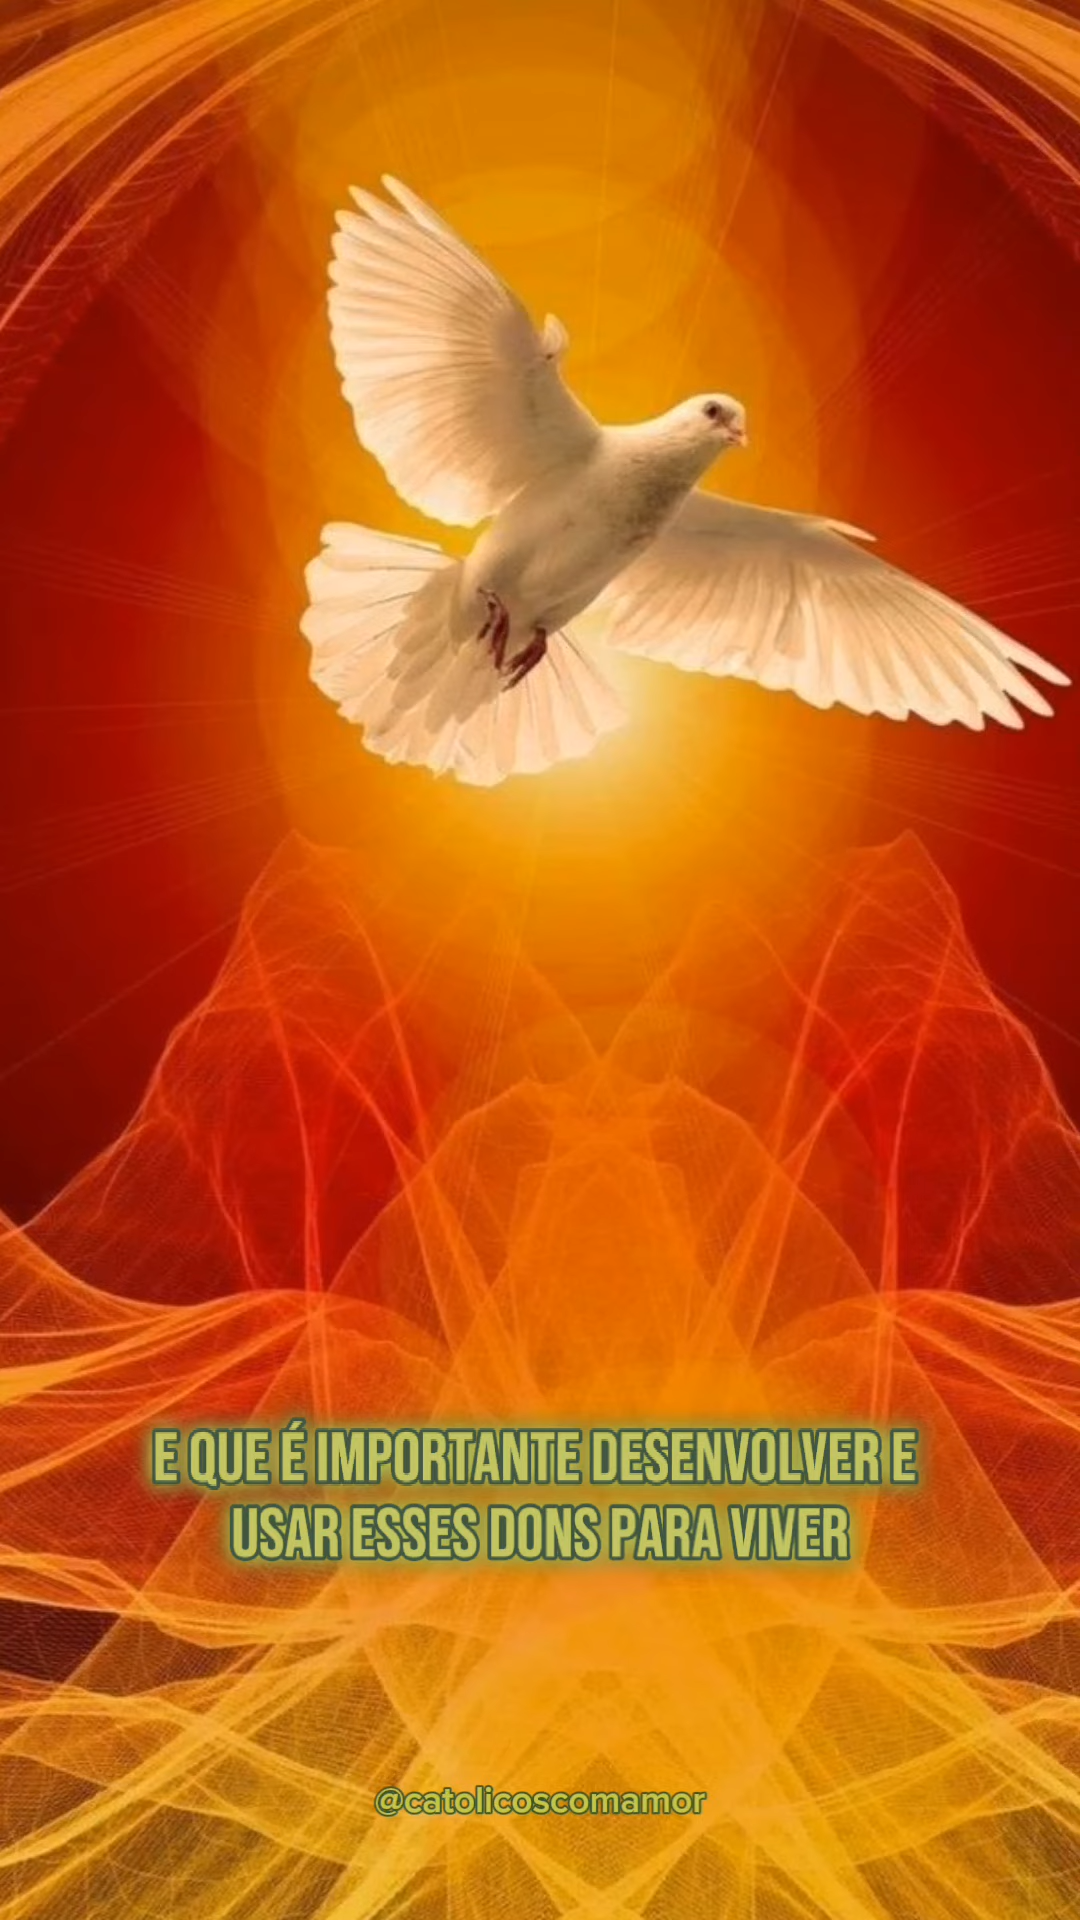 E QUE É IMPORTANTE DESENVOLVER E
USAR ESSES DONS PARA VIVER
@catolicoscomamor